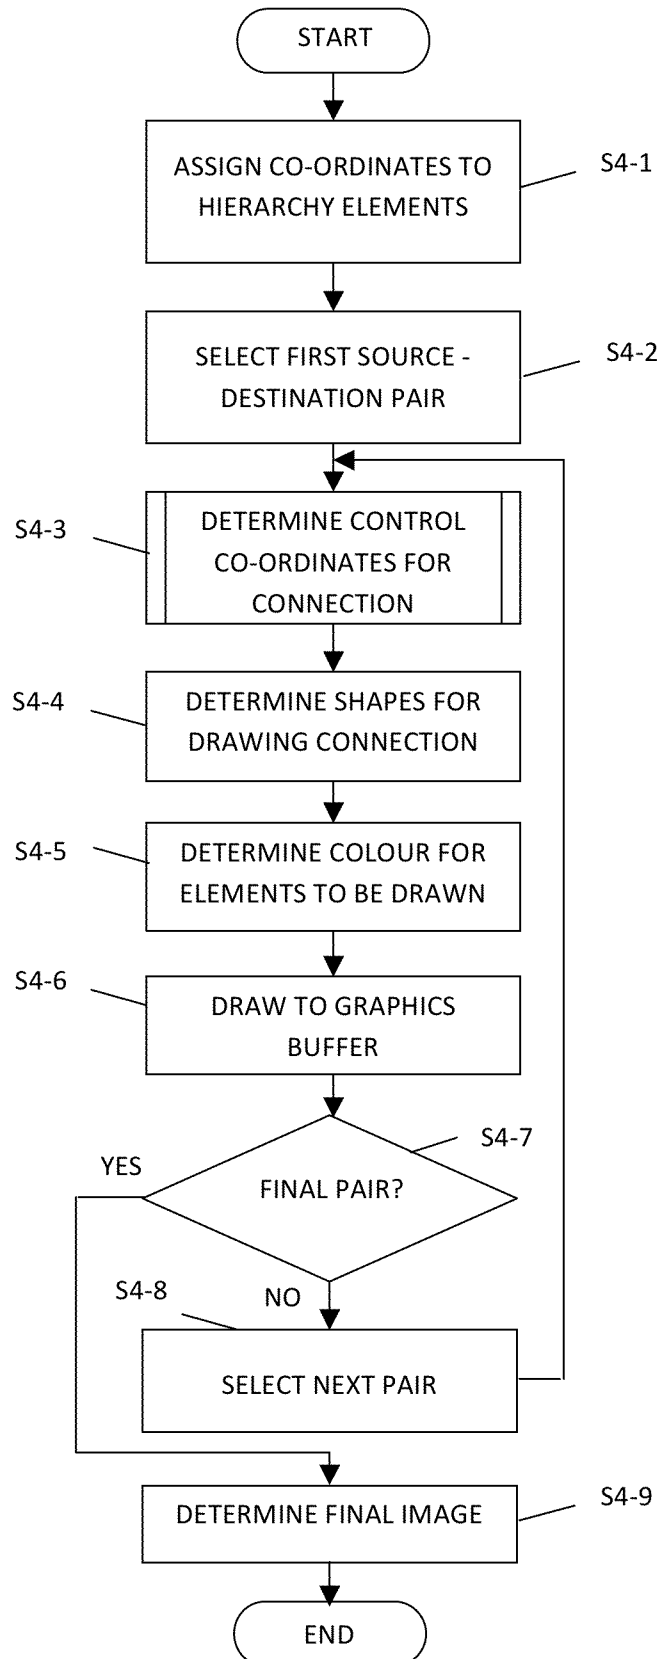 START
ASSIGN CO-ORDINATES TO
HIERARCHY ELEMENTS
S4-1
SELECT FIRST SOURCE -
DESTINATION PAIR
S4-2
S4-3
DETERMINE CONTROL
CO-ORDINATES FOR
CONNECTION
S4-4
DETERMINE SHAPES FOR
DRAWING CONNECTION
S4-5
DETERMINE COLOUR FOR
ELEMENTS TO BE DRAWN
S4-6
DRAW TO GRAPHICS
BUFFER
S4-7
YES
FINAL PAIR?
NO
S4-8
SELECT NEXT PAIR
DETERMINE FINAL IMAGE
S4-9
END